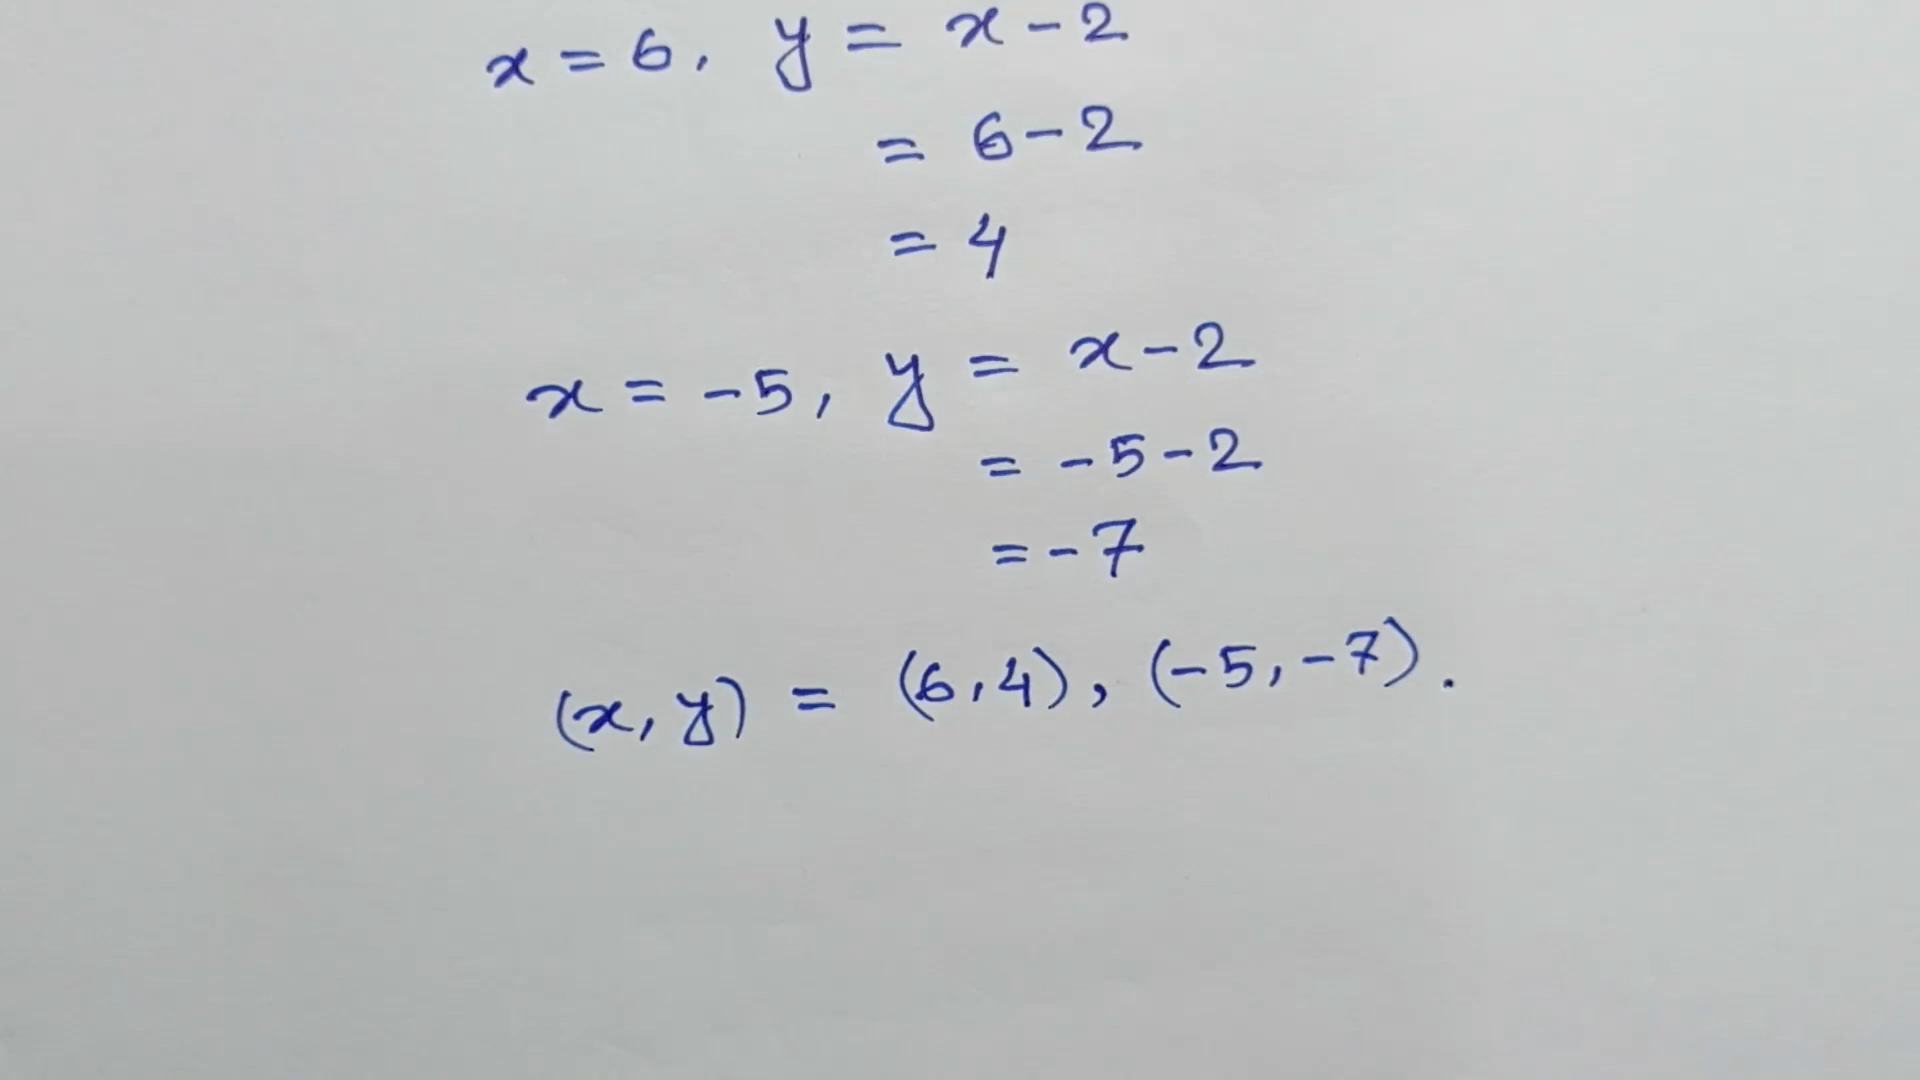 x = 6, y = x - 2
= 6 - 2
= 4
x = -5, y = x - 2
= -5 - 2
= -7
(x, y) = (6, 4), (-5, -7).